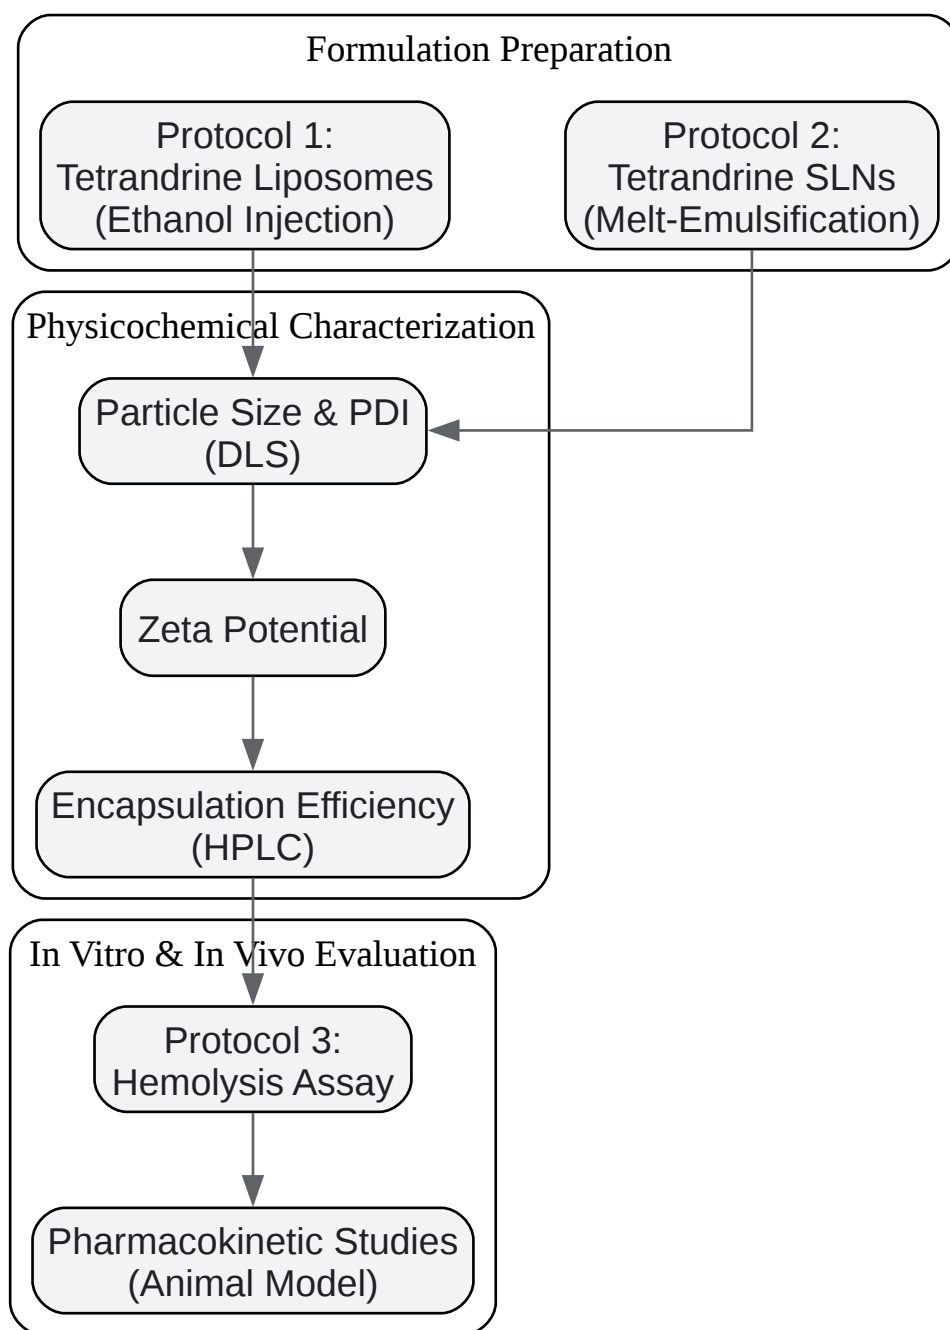 Formulation Preparation
Protocol 1:
Tetrandrine Liposomes
(Ethanol Injection)
Protocol 2:
Tetrandrine SLNs
(Melt-Emulsification)
Physicochemical Characterization
Particle Size & PDI
(DLS)
Zeta Potential
Encapsulation Efficiency
(HPLC)
In Vitro & In Vivo Evaluation
Protocol 3:
Hemolysis Assay
Pharmacokinetic Studies
(Animal Model)